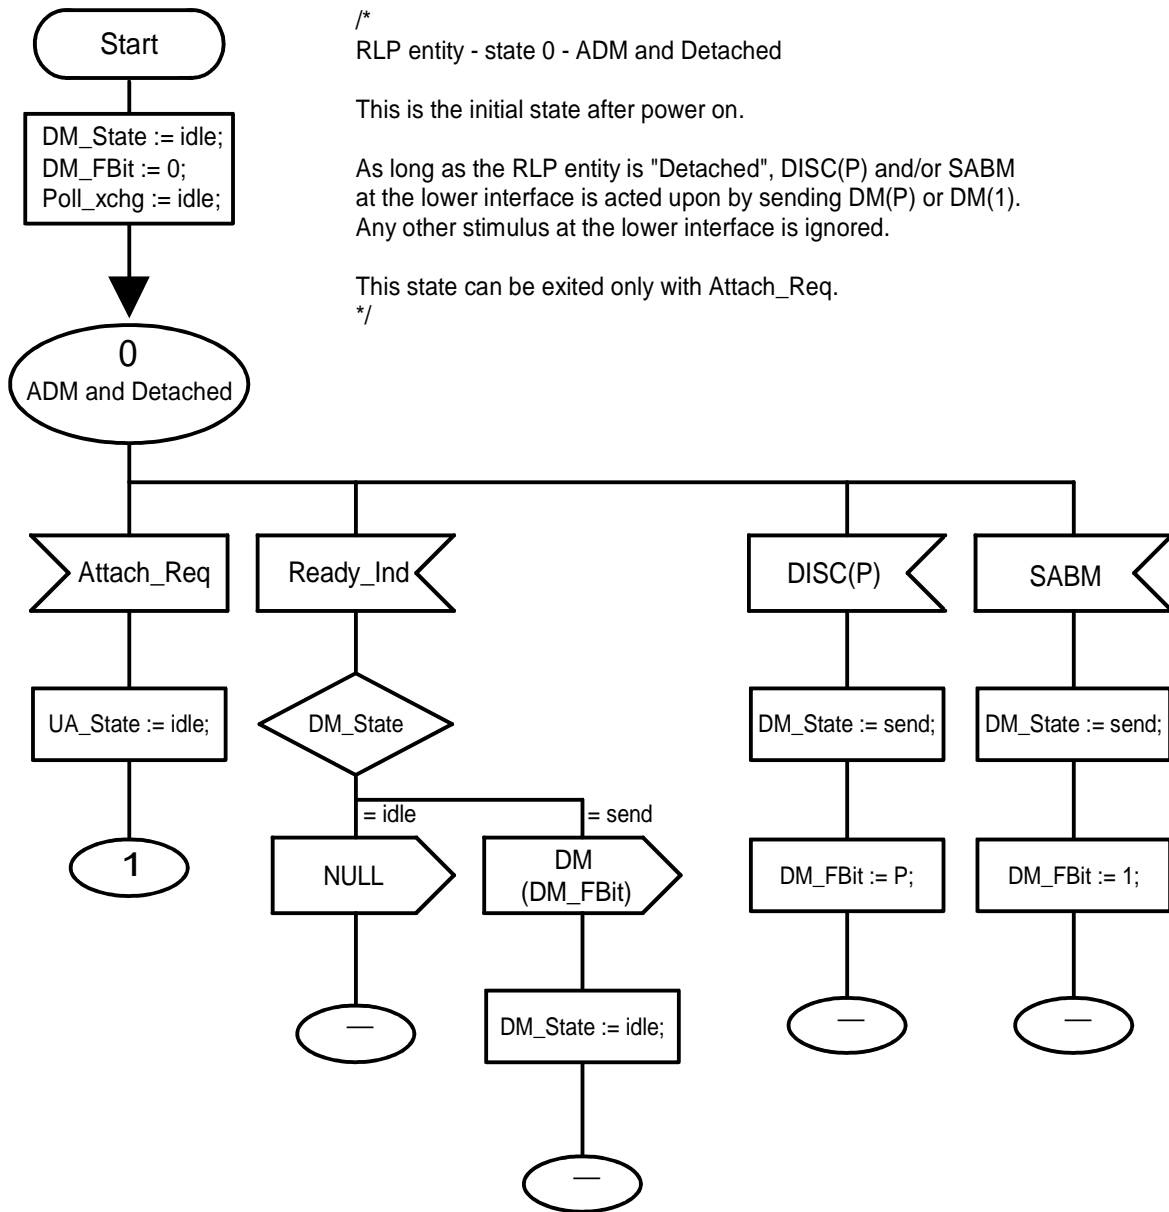 Start
DM_State := idle;
DM_FBit := 0;
Poll_xchg := idle;
/*
RLP entity - state 0 - ADM and Detached
This is the initial state after power on.
As long as the RLP entity is "Detached", DISC(P) and/or SABM
at the lower interface is acted upon by sending DM(P) or DM(1).
Any other stimulus at the lower interface is ignored.
This state can be exited only with Attach_Req.
*/
0
ADM and Detached
Attach_Req
Ready_Ind
DISC(P)
SABM
UA_State := idle;
DM_State
DM_State := send;
DM_State := send;
= idle
= send
1
NULL
DM
(DM_FBit)
DM_FBit := P;
DM_FBit := 1;
—
DM_State := idle;
—
—
—